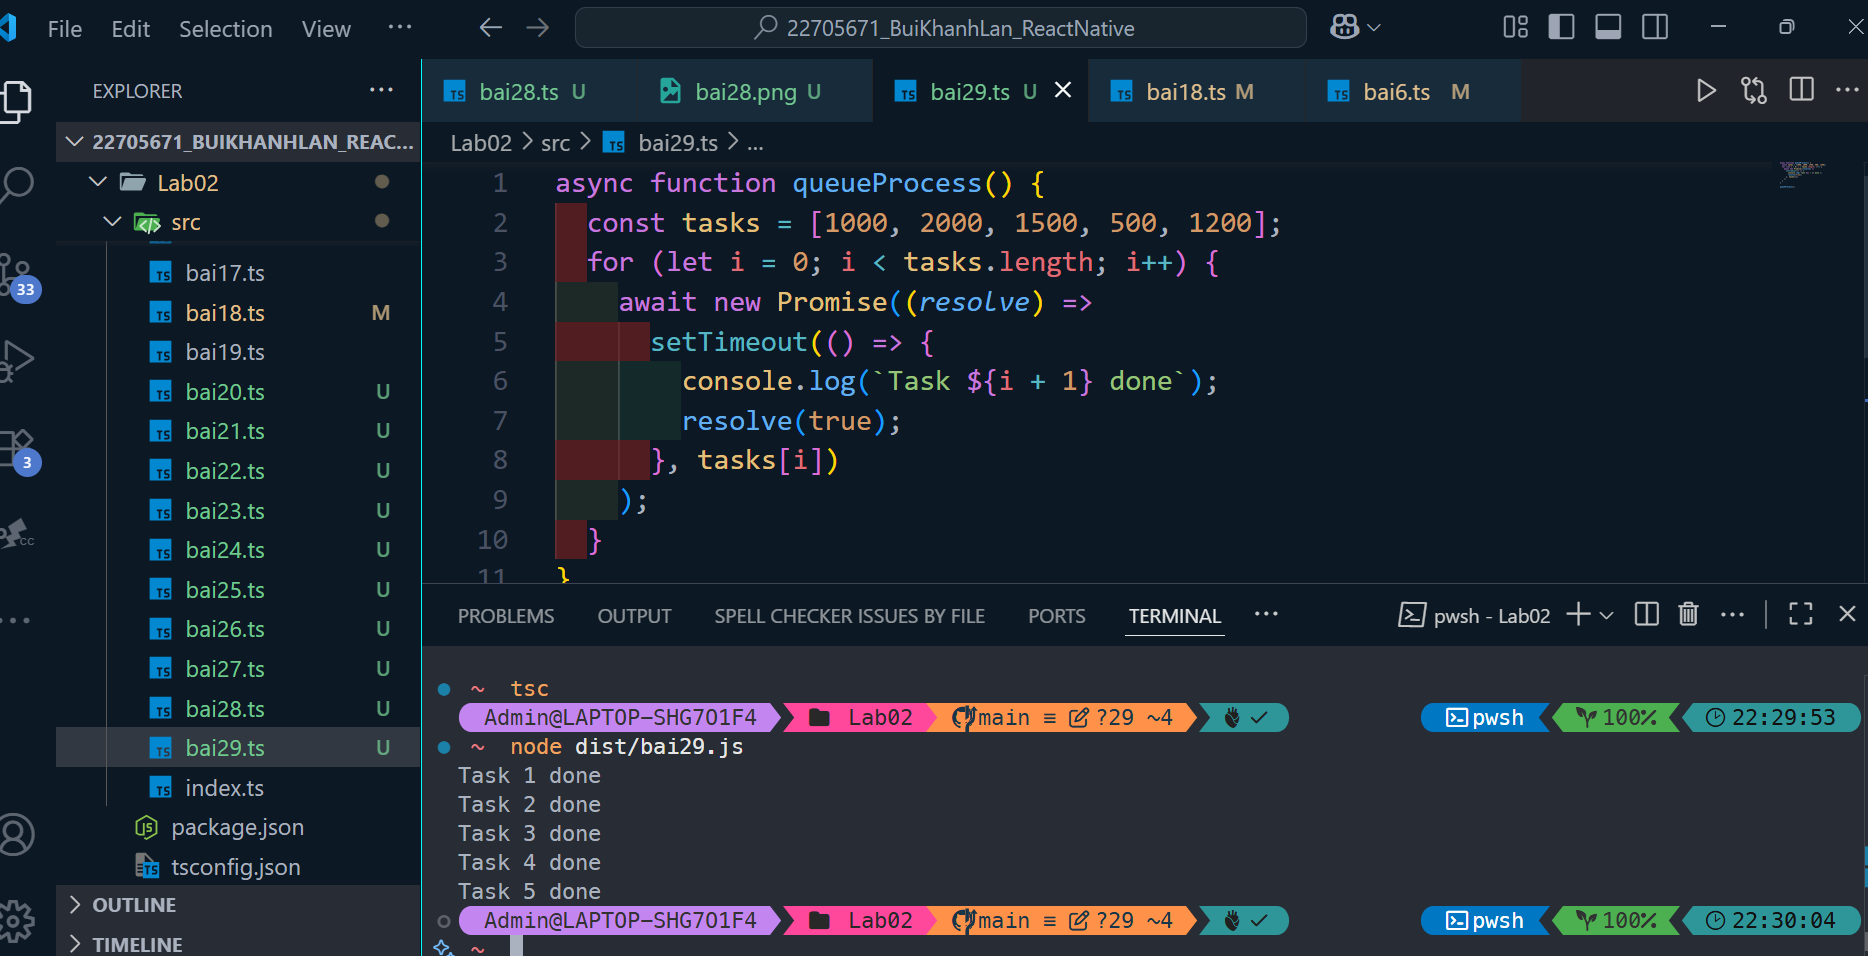 File Edit Selection View ···
22705671_BuiKhanhLan_ReactNative
EXPLORER ···
22705671_BUIKHANHLAN_REAC...
Lab02
src
bai17.ts
bai18.ts M
bai19.ts
bai20.ts U
bai21.ts U
bai22.ts U
bai23.ts U
bai24.ts U
bai25.ts U
bai26.ts U
bai27.ts U
bai28.ts U
bai29.ts U
index.ts
package.json
tsconfig.json
OUTLINE
TIMELINE
33
3
CC
bai28.ts U bai28.png U bai29.ts U bai18.ts M bai6.ts M
Lab02 > src > TS bai29.ts > ...
1 async function queueProcess() {
2 const tasks = [1000, 2000, 1500, 500, 1200];
3 for (let i = 0; i < tasks.length; i++) {
4 await new Promise((resolve) =>
5 setTimeout(() => {
6 console.log(`Task ${i + 1} done`);
7 resolve(true);
8 }, tasks[i])
9 );
10 }
11 }
PROBLEMS OUTPUT SPELL CHECKER ISSUES BY FILE PORTS TERMINAL ··· pwsh - Lab02
~ tsc
Admin@LAPTOP-SHG7O1F4 Lab02 main ≡ ?29 ~4 pwsh 100% 22:29:53
~ node dist/bai29.js
Task 1 done
Task 2 done
Task 3 done
Task 4 done
Task 5 done
Admin@LAPTOP-SHG7O1F4 Lab02 main ≡ ?29 ~4 pwsh 100% 22:30:04
~